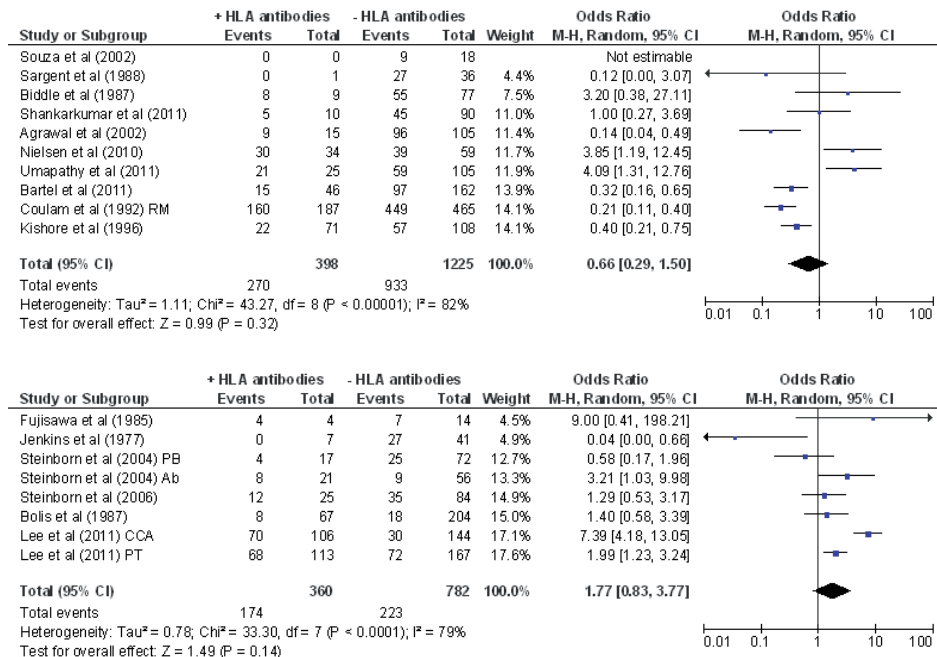 + HLA antibodies - HLA antibodies Odds Ratio Odds Ratio
Study or Subgroup Events Total Events Total Weight M-H, Random, 95% CI M-H, Random, 95% CI
Souza et al (2002) 0 0 9 18 Not estimable
Sargent et al (1988) 0 1 27 36 4.4% 0.12 [0.00, 3.07]
Biddle et al (1987) 8 9 55 77 7.5% 3.20 [0.38, 27.11]
Shankarkumar et al (2011) 5 10 45 90 11.0% 1.00 [0.27, 3.69]
Agrawal et al (2002) 9 15 96 105 11.4% 0.14 [0.04, 0.49]
Nielsen et al (2010) 30 34 39 59 11.7% 3.85 [1.19, 12.45]
Umapathy et al (2011) 21 25 59 105 11.9% 4.09 [1.31, 12.76]
Bartel et al (2011) 15 46 97 162 13.9% 0.32 [0.16, 0.65]
Coulam et al (1992) RM 160 187 449 465 14.1% 0.21 [0.11, 0.40]
Kishore et al (1996) 22 71 57 108 14.1% 0.40 [0.21, 0.75]
Total (95% CI) 398 1225 100.0% 0.66 [0.29, 1.50]
Total events 270 933
Heterogeneity: Tau² = 1.11; Chi² = 43.27, df = 8 (P < 0.00001); I² = 82%
Test for overall effect: Z = 0.99 (P = 0.32)
0.01 0.1 1 10 100
+ HLA antibodies - HLA antibodies Odds Ratio Odds Ratio
Study or Subgroup Events Total Events Total Weight M-H, Random, 95% CI M-H, Random, 95% CI
Fujisawa et al (1985) 4 4 7 14 4.5% 9.00 [0.41, 198.21]
Jenkins et al (1977) 0 7 27 41 4.9% 0.04 [0.00, 0.66]
Steinborn et al (2004) PB 4 17 25 72 12.7% 0.58 [0.17, 1.96]
Steinborn et al (2004) Ab 8 21 9 56 13.3% 3.21 [1.03, 9.98]
Steinborn et al (2006) 12 25 35 84 14.9% 1.29 [0.53, 3.17]
Bolis et al (1987) 8 67 18 204 15.0% 1.40 [0.58, 3.39]
Lee et al (2011) CCA 70 106 30 144 17.1% 7.39 [4.18, 13.05]
Lee et al (2011) PT 68 113 72 167 17.6% 1.99 [1.23, 3.24]
Total (95% CI) 360 782 100.0% 1.77 [0.83, 3.77]
Total events 174 223
Heterogeneity: Tau² = 0.78; Chi² = 33.30, df = 7 (P < 0.0001); I² = 79%
Test for overall effect: Z = 1.49 (P = 0.14)
0.01 0.1 1 10 100